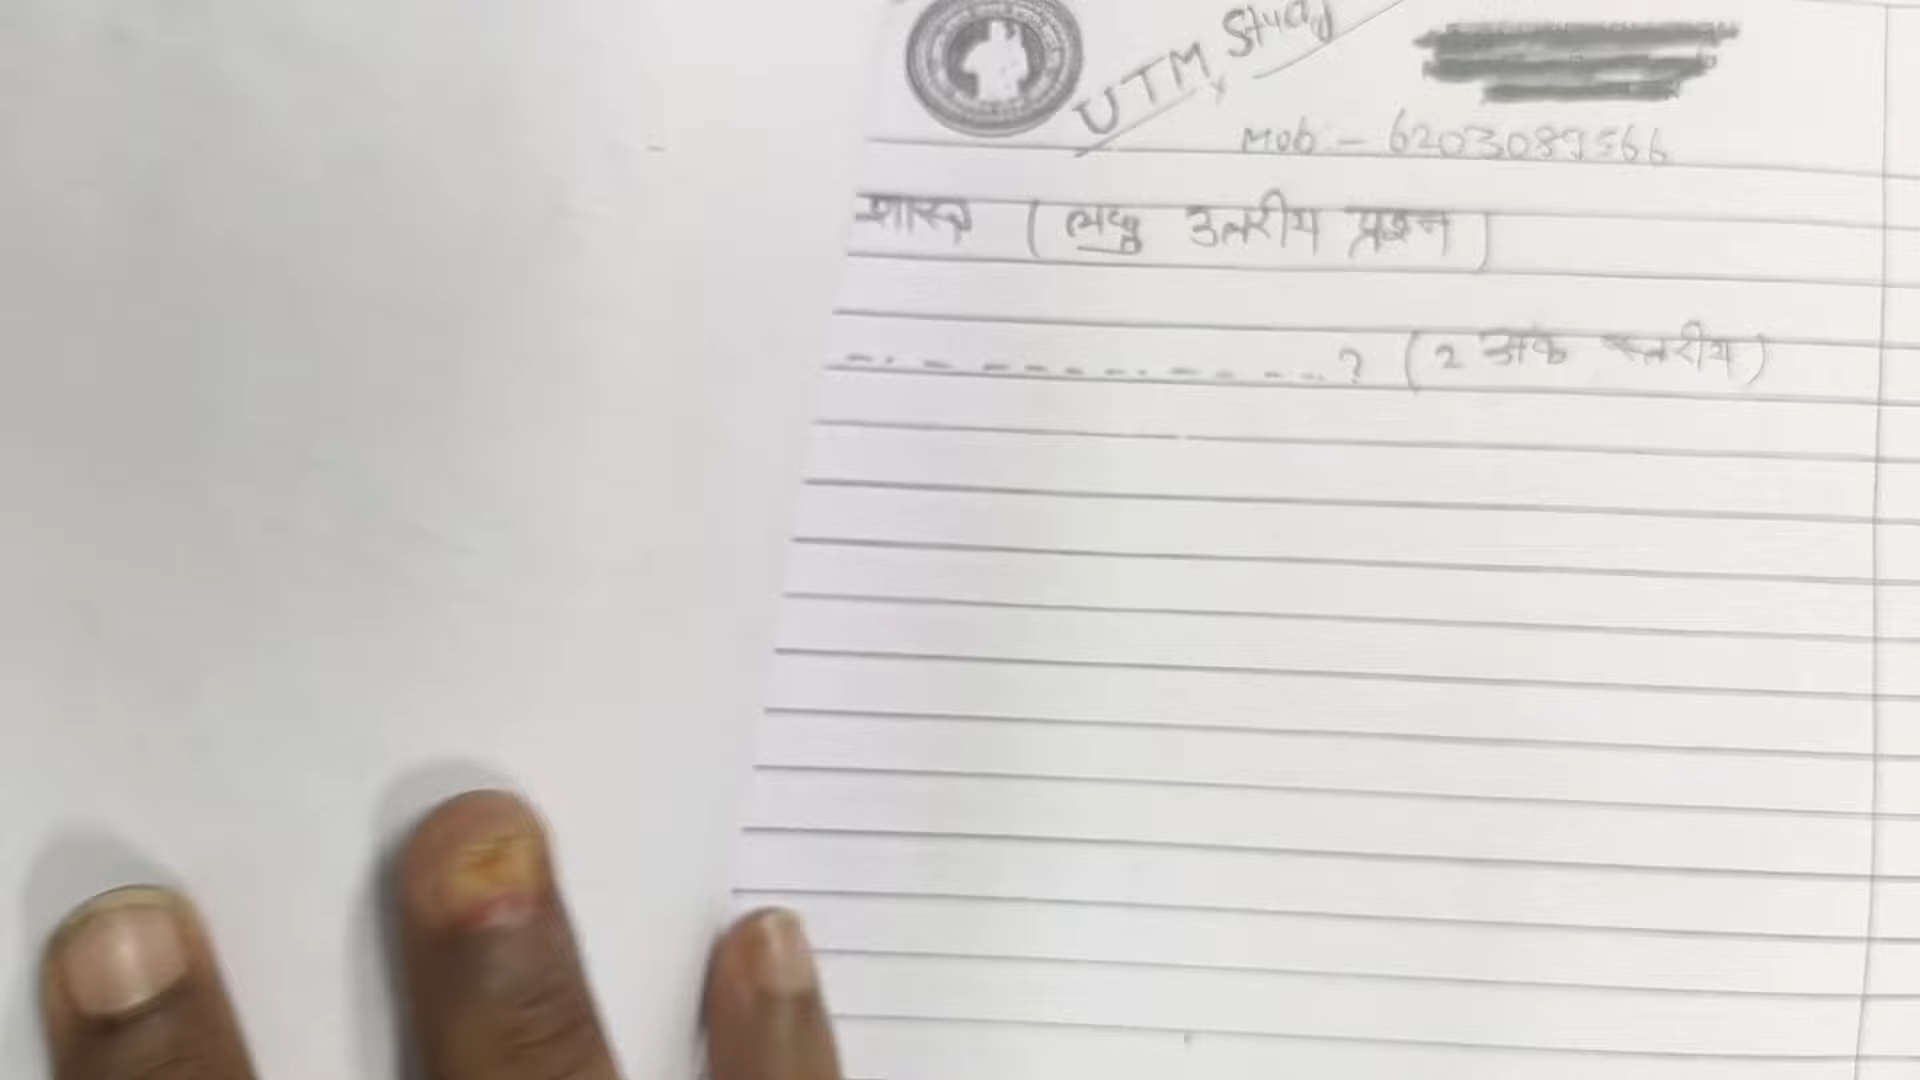 UTM Study
Mob - 6203089566
शास्त्र ( लघु उत्तरीय प्रश्न )
- - - - - - - - - - - ? ( 2 अंक स्तरीय )